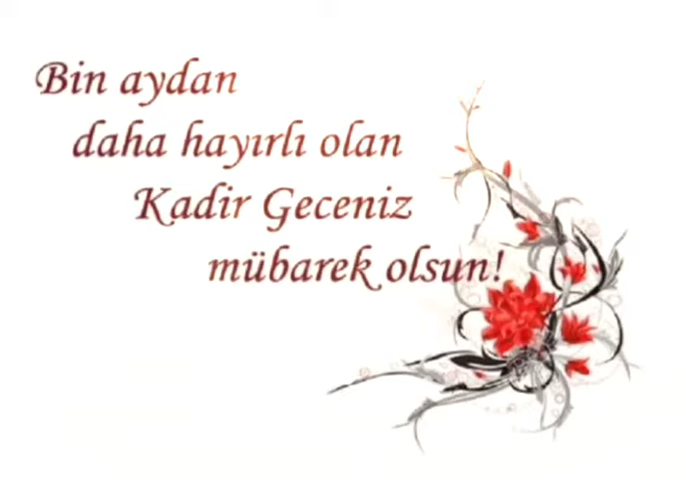 Bin aydan
daha hayırlı olan
Kadir Geceniz
mübarek olsun!